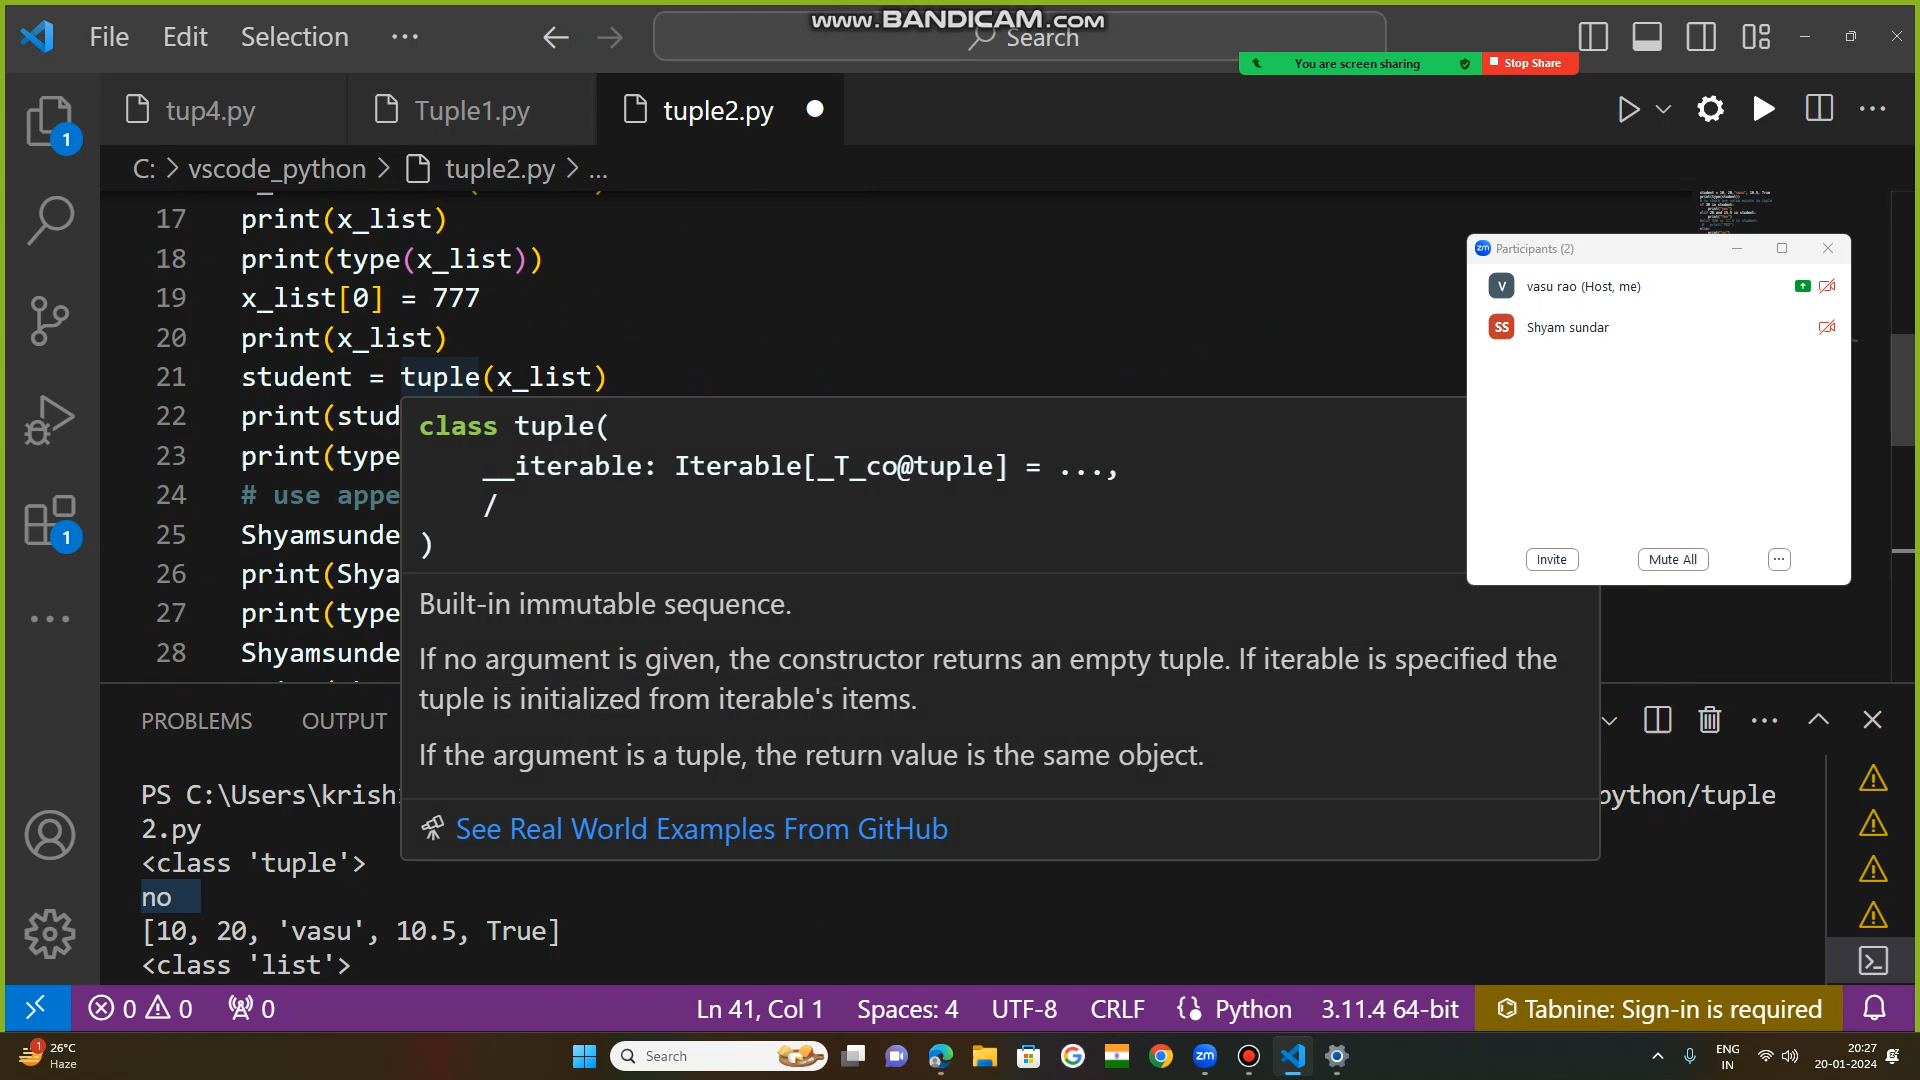 www.BANDICAM.com
File Edit Selection ... Search
You are screen sharing Stop Share
tup4.py Tuple1.py tuple2.py
C: > vscode_python > tuple2.py > ...
17 print(x_list)
18 print(type(x_list))
19 x_list[0] = 777
20 print(x_list)
21 student = tuple(x_list)
22 print(stud
23 print(type
24 # use appe
25 Shyamsunde
26 print(Shya
27 print(type
28 Shyamsunde
class tuple(
__iterable: Iterable[_T_co@tuple] = ...,
/
)
Built-in immutable sequence.
If no argument is given, the constructor returns an empty tuple. If iterable is specified the
tuple is initialized from iterable's items.
If the argument is a tuple, the return value is the same object.
See Real World Examples From GitHub
zm Participants (2)
V vasu rao (Host, me)
SS Shyam sundar
Invite Mute All ...
PROBLEMS OUTPUT
PS C:\Users\krish python/tuple
2.py
<class 'tuple'>
no
[10, 20, 'vasu', 10.5, True]
<class 'list'>
1
1
0 0 0 Ln 41, Col 1 Spaces: 4 UTF-8 CRLF Python 3.11.4 64-bit Tabnine: Sign-in is required
1 26°C
Haze
Search
zm
ENG
IN
20:27
20-01-2024